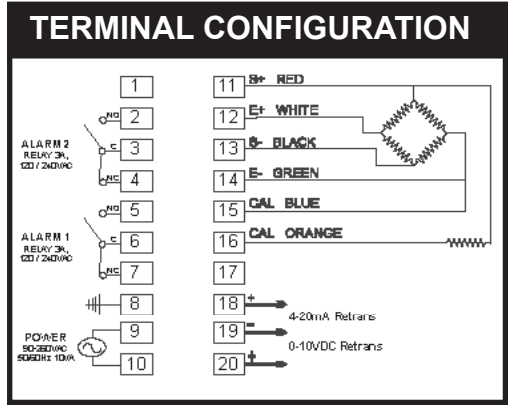 TERMINAL CONFIGURATION
1
NO 2
ALARM 2
RELAY 3A,
120 / 240VAC
C 3
NC 4
NO 5
ALARM 1
RELAY 3A,
120 / 240VAC
C 6
NC 7
8
POWER
90-260VAC
50/60Hz 10VA
9
10
11 S+ RED
12 E+ WHITE
13 S- BLACK
14 E- GREEN
15 CAL BLUE
16 CAL ORANGE
17
18 +
4-20mA Retrans
19 -
0-10VDC Retrans
20 +